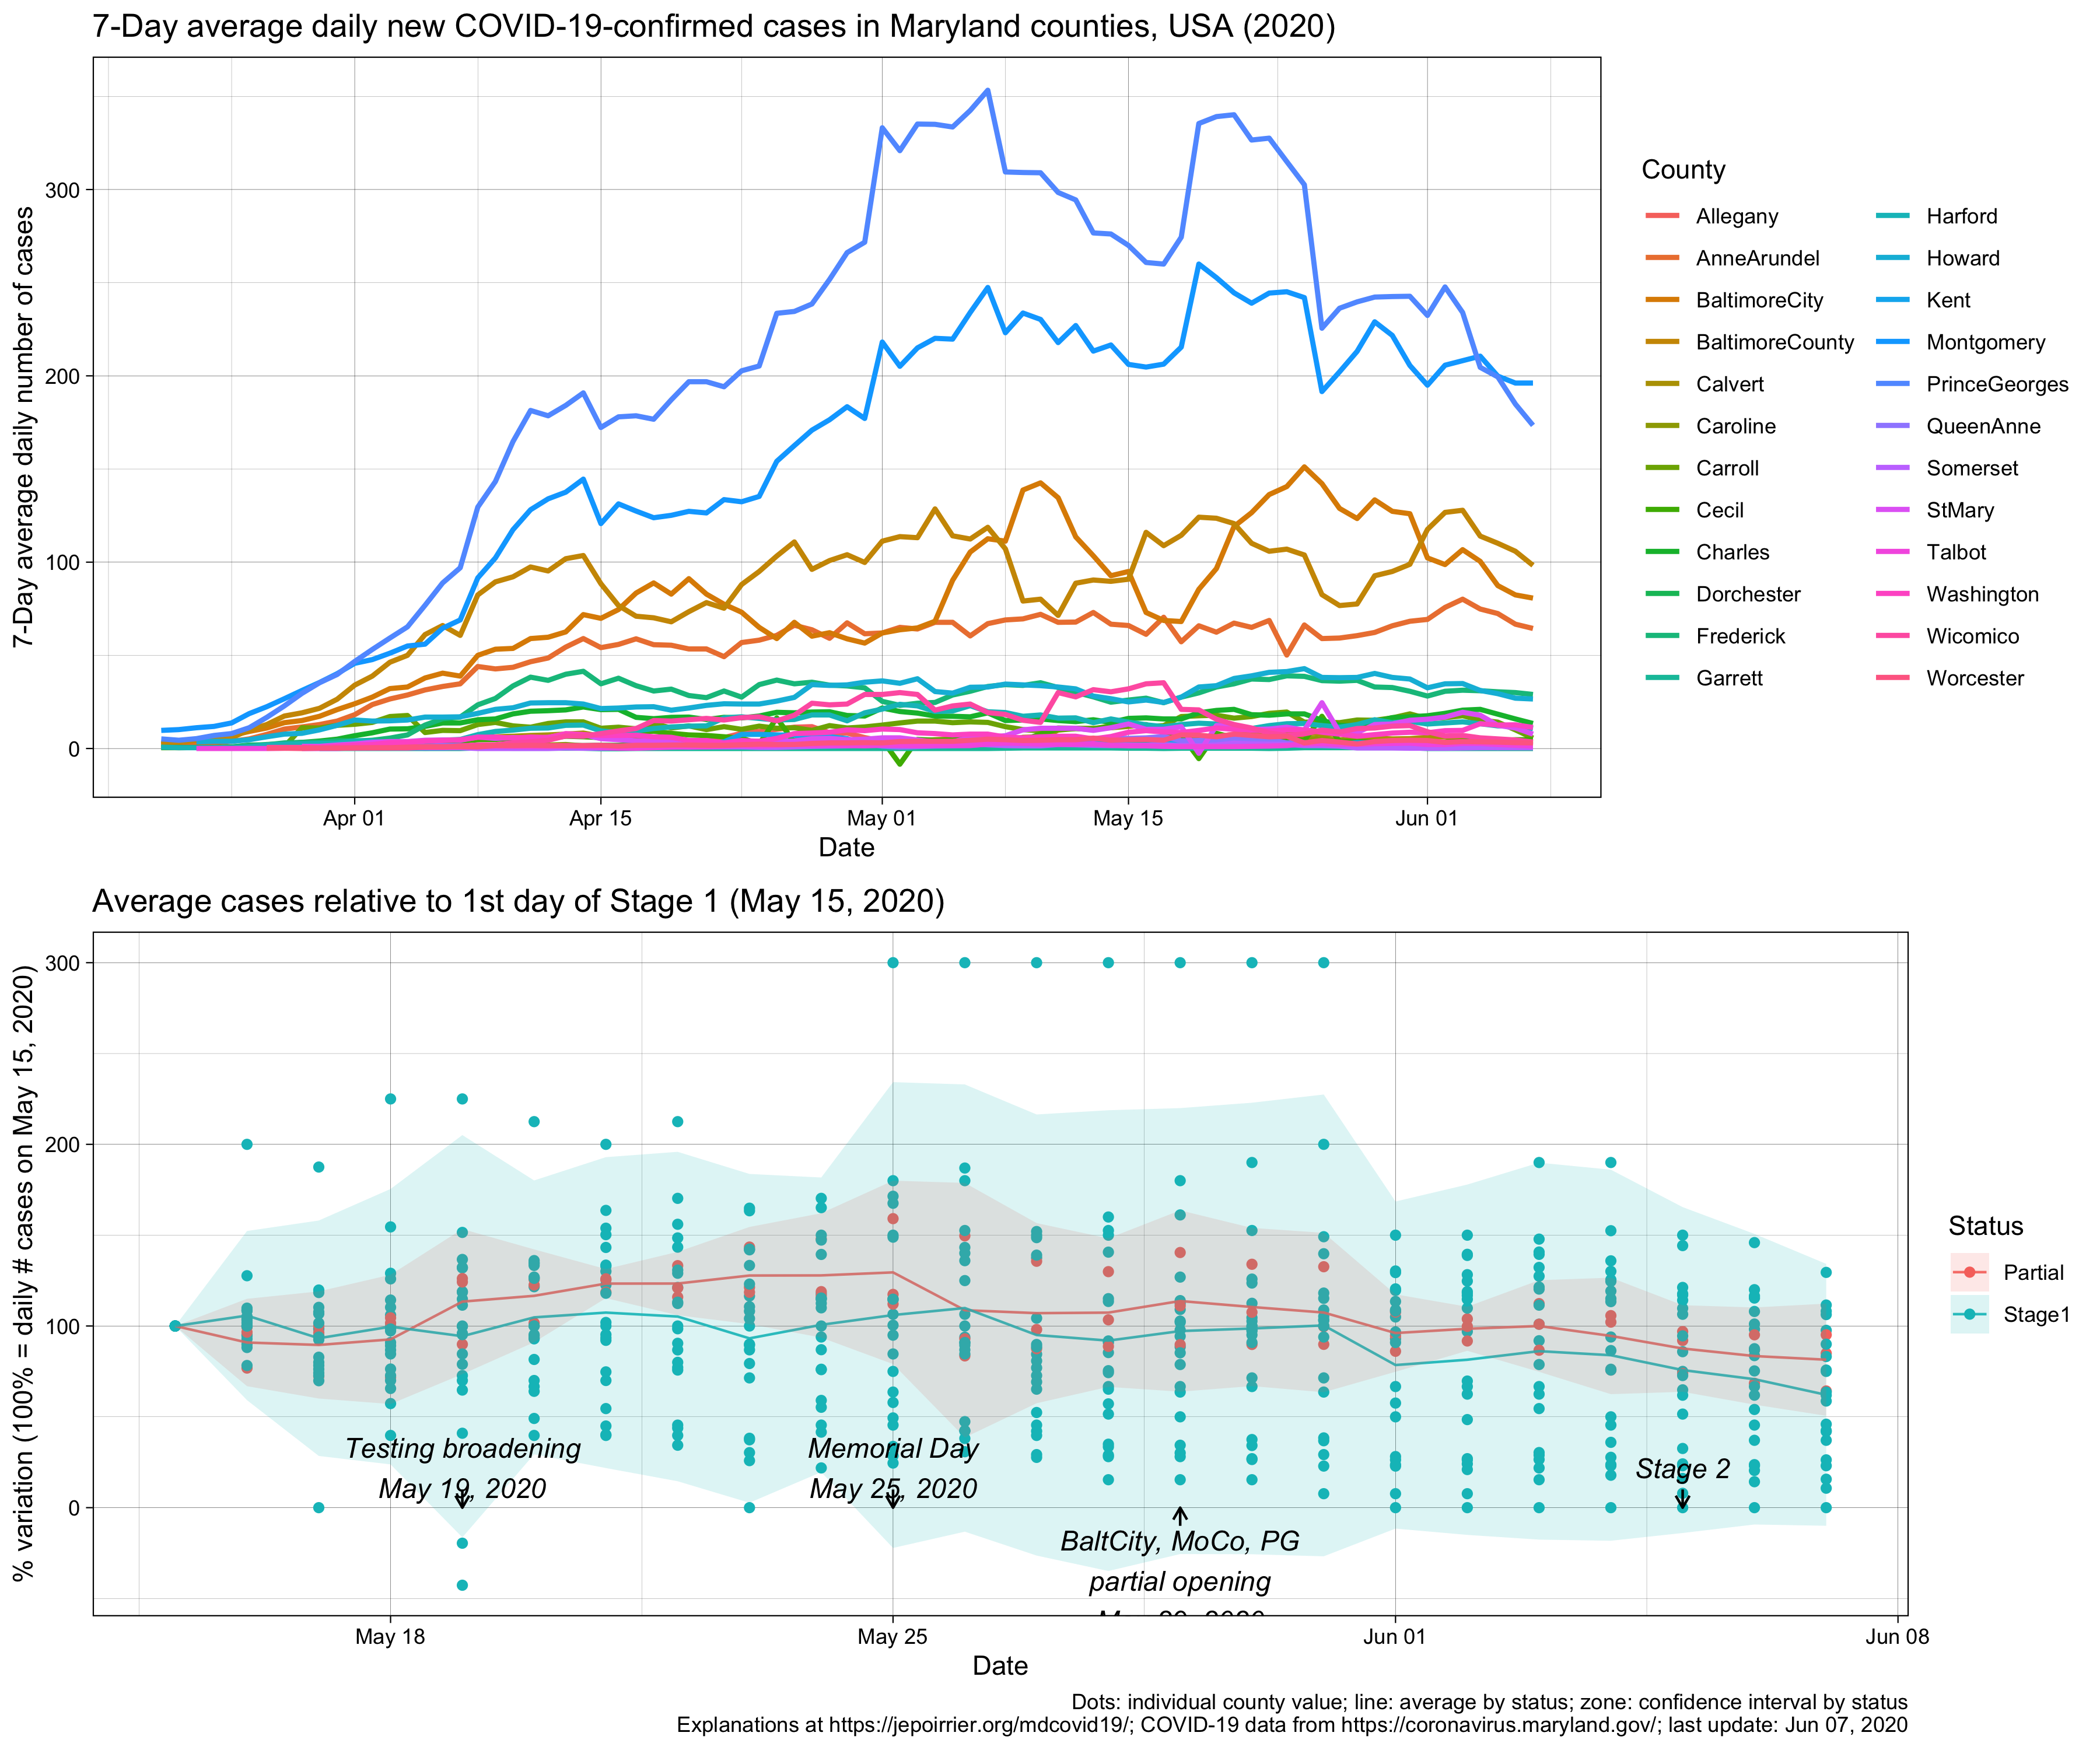 7-Day average daily new COVID-19-confirmed cases in Maryland counties, USA (2020)
7-Day average daily number of cases
300
200
100
0
Apr 01
Apr 15
May 01
May 15
Jun 01
Date
County
Allegany
AnneArundel
BaltimoreCity
BaltimoreCounty
Calvert
Caroline
Carroll
Cecil
Charles
Dorchester
Frederick
Garrett
Harford
Howard
Kent
Montgomery
PrinceGeorges
QueenAnne
Somerset
StMary
Talbot
Washington
Wicomico
Worcester
Average cases relative to 1st day of Stage 1 (May 15, 2020)
% variation (100% = daily # cases on May 15, 2020)
300
200
100
0
Testing broadening
May 19, 2020
Memorial Day
May 25, 2020
BaltCity, MoCo, PG
partial opening
Stage 2
May 18
May 25
Jun 01
Jun 08
Date
Status
Partial
Stage1
Dots: individual county value; line: average by status; zone: confidence interval by status
Explanations at https://jepoirrier.org/mdcovid19/; COVID-19 data from https://coronavirus.maryland.gov/; last update: Jun 07, 2020